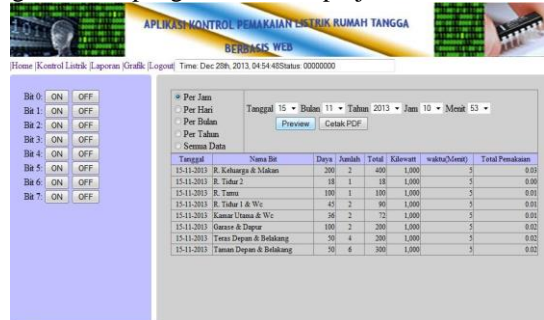 APLIKASI KONTROL PEMAKAIAN LISTRIK RUMAH TANGGA
BERBASIS WEB
|Home |Kontrol Listrik |Laporan |Grafik |Logout| Time: Dec 28th, 2013, 04:54:48Status: 00000000
Bit 0: ON OFF
Bit 1: ON OFF
Bit 2: ON OFF
Bit 3: ON OFF
Bit 4: ON OFF
Bit 5: ON OFF
Bit 6: ON OFF
Bit 7: ON OFF
Per Jam
Per Hari
Per Bulan
Per Tahun
Semua Data
Tanggal 15 Bulan 11 Tahun 2013 Jam 10 Menit 53
Preview Cetak PDF
Tanggal Nama Bit Daya Jumlah Total Kilowatt waktu(Menit) Total Pemakaian
15-11-2013 R. Keluarga & Makan 200 2 400 1,000 5 0.03
15-11-2013 R. Tidur 2 18 1 18 1,000 5 0.00
15-11-2013 R. Tamu 100 1 100 1,000 5 0.01
15-11-2013 R. Tidur 1 & Wc 45 2 90 1,000 5 0.01
15-11-2013 Kamar Utama & Wc 36 2 72 1,000 5 0.01
15-11-2013 Garase & Dapur 100 2 200 1,000 5 0.02
15-11-2013 Teras Depan & Belakang 50 4 200 1,000 5 0.02
15-11-2013 Taman Depan & Belakang 50 6 300 1,000 5 0.02